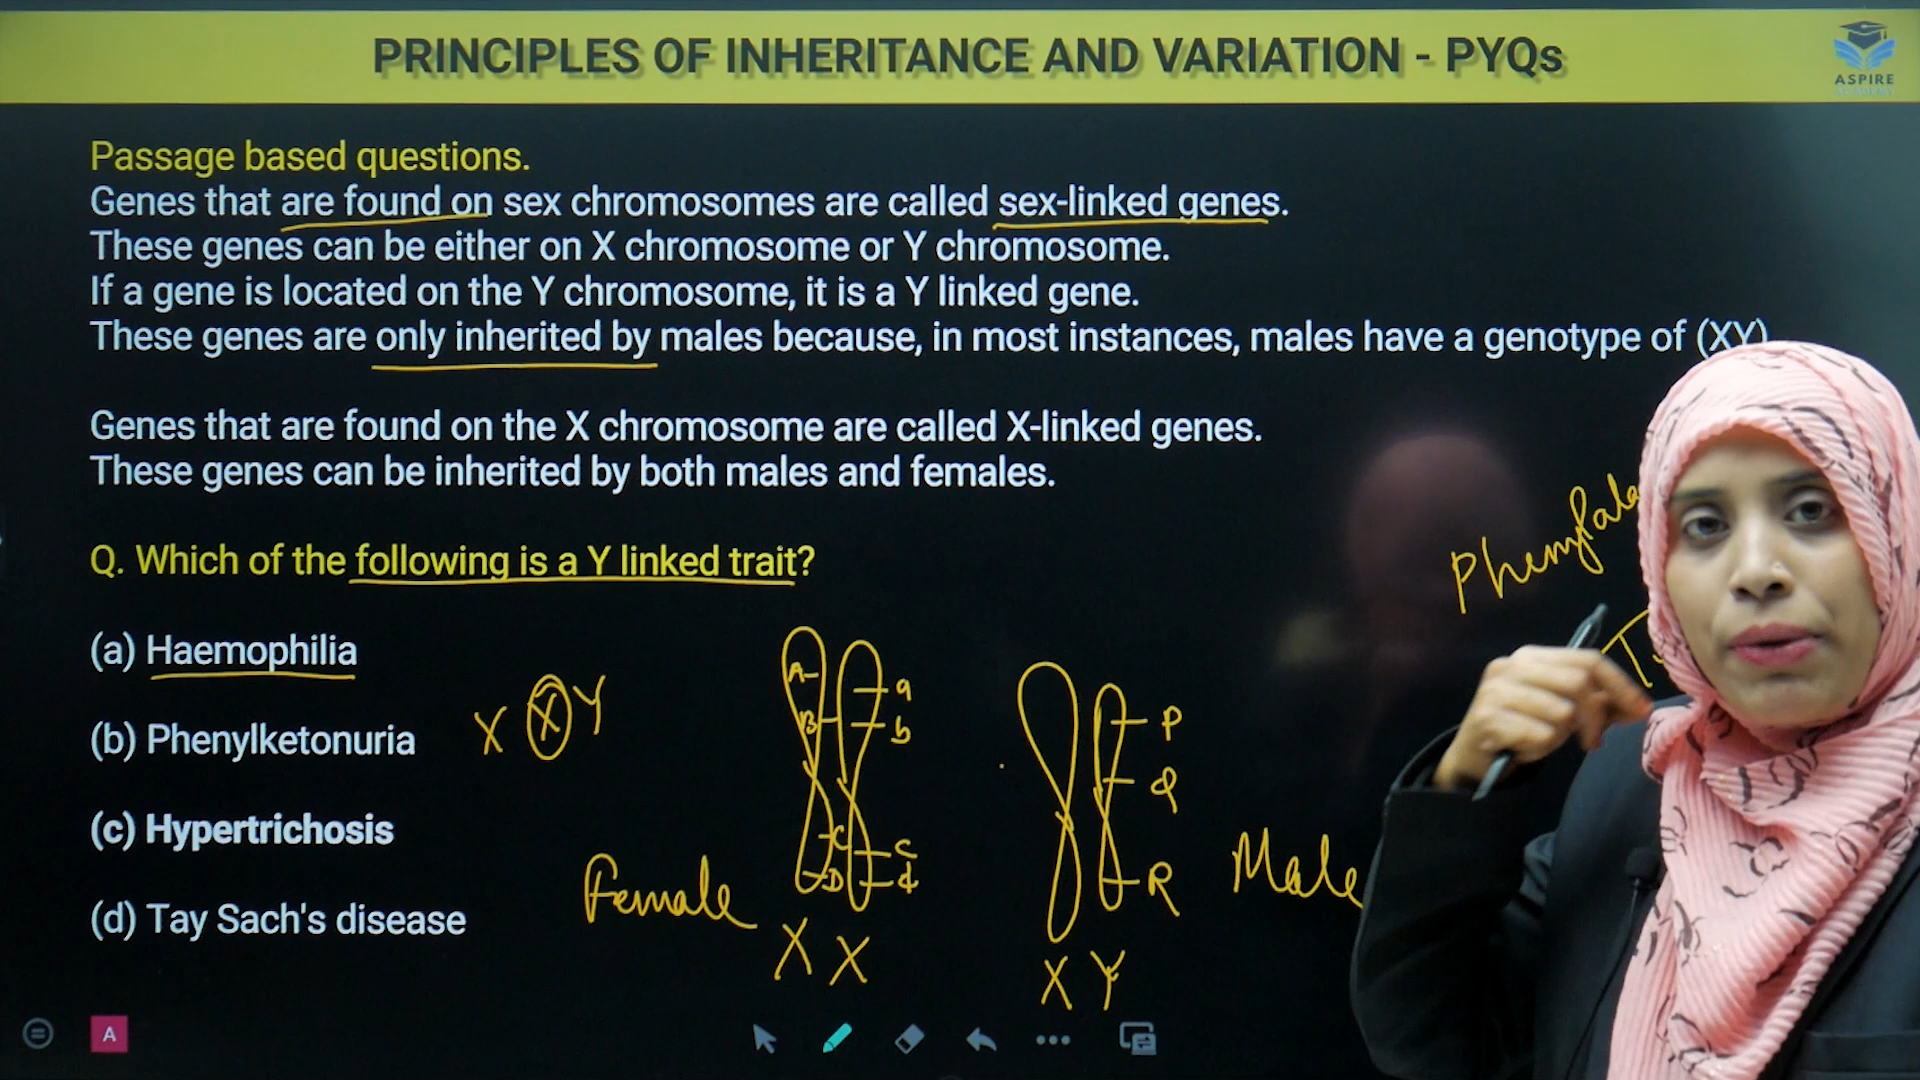 PRINCIPLES OF INHERITANCE AND VARIATION - PYQs
ASPIRE
ACADEMY
Passage based questions.
Genes that are found on sex chromosomes are called sex-linked genes.
These genes can be either on X chromosome or Y chromosome.
If a gene is located on the Y chromosome, it is a Y linked gene.
These genes are only inherited by males because, in most instances, males have a genotype of (XY)
Genes that are found on the X chromosome are called X-linked genes.
These genes can be inherited by both males and females.
Q. Which of the following is a Y linked trait?
(a) Haemophilia
(b) Phenylketonuria
(c) Hypertrichosis
(d) Tay Sach's disease
X X Y
A a
B b
C c
D d
Female
X X
P
Q
R
Male
X Y
A